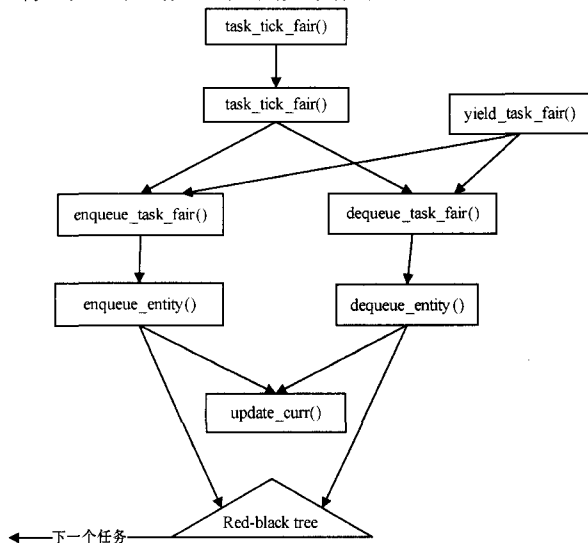 task_tick_fair()
task_tick_fair()
yield_task_fair()
enqueue_task_fair()
dequeue_task_fair()
enqueue_entity()
dequeue_entity()
update_curr()
Red-black tree
下一个任务